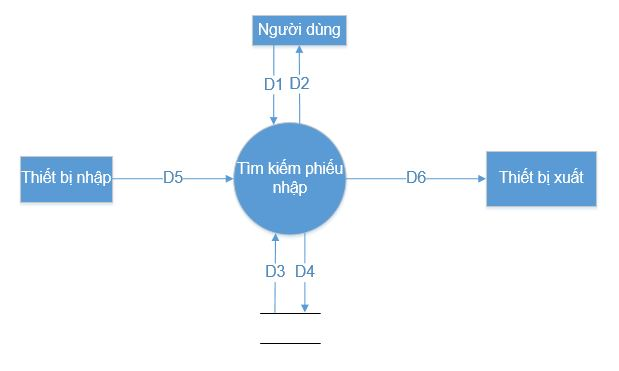 Người dùng
D1 D2
Tìm kiếm phiếu
nhập
Thiết bị nhập
D5
D6
Thiết bị xuất
D3 D4